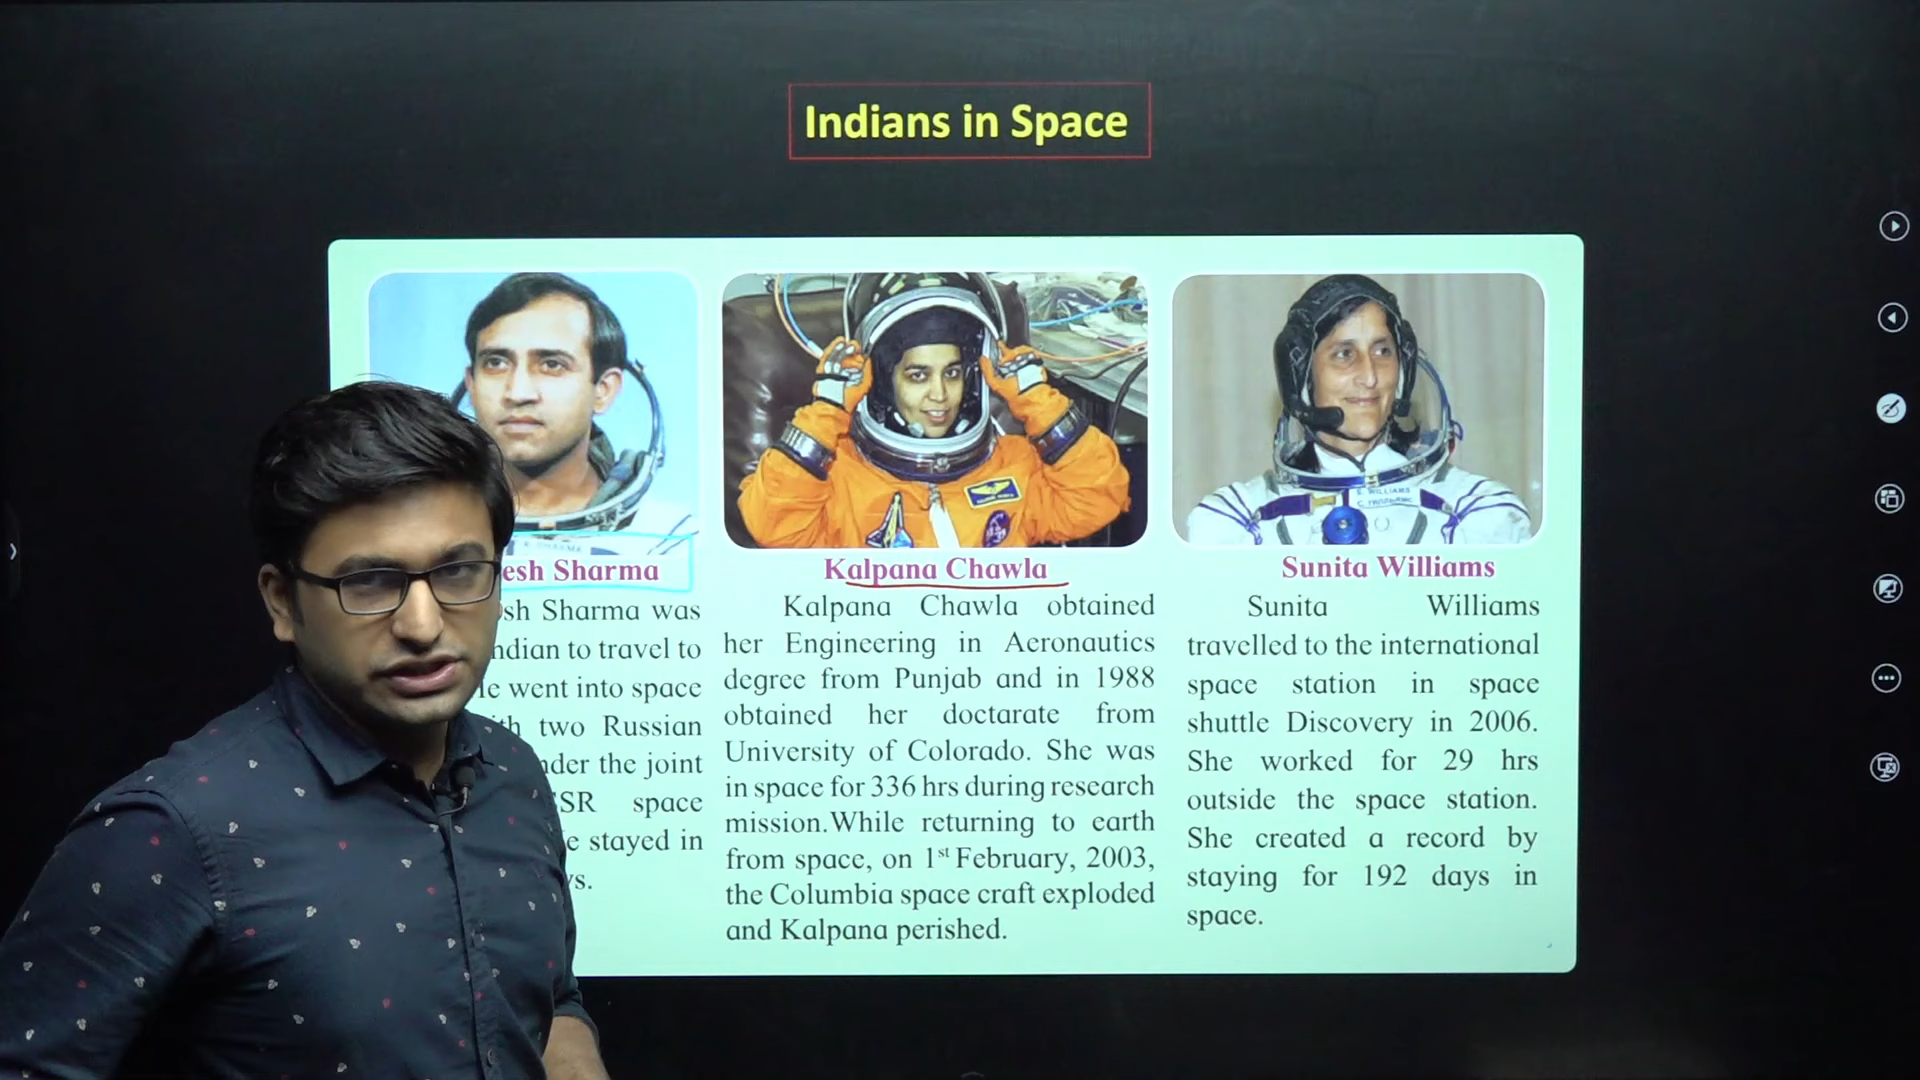 Indians in Space
esh Sharma
sh Sharma was
ndian to travel to
e went into space
th two Russian
nder the joint
SSR space
e stayed in
ys.
Kalpana Chawla
Kalpana Chawla obtained
her Engineering in Aeronautics
degree from Punjab and in 1988
obtained her doctarate from
University of Colorado. She was
in space for 336 hrs during research
mission.While returning to earth
from space, on 1st February, 2003,
the Columbia space craft exploded
and Kalpana perished.
S. WILLIAMS
Sunita Williams
Sunita Williams
travelled to the international
space station in space
shuttle Discovery in 2006.
She worked for 29 hrs
outside the space station.
She created a record by
staying for 192 days in
space.